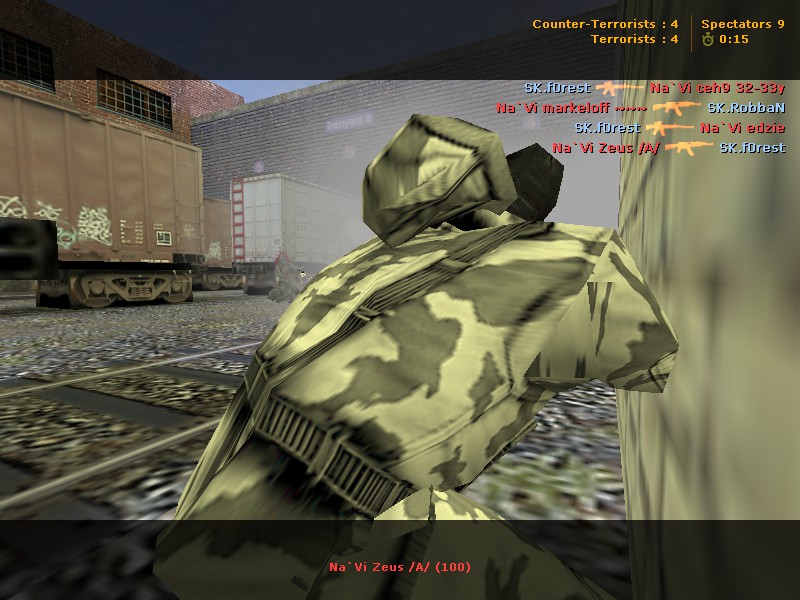 Counter-Terrorists : 4 Spectators 9
Terrorists : 4 0:15
SK.f0rest Na`Vi ceh9 32-33y
Na`Vi markeloff ~~~ SK.RobbaN
SK.f0rest Na`Vi edzie
Na`Vi Zeus /A/ SK.f0rest
Trainyard B
Na`Vi Zeus /A/ (100)